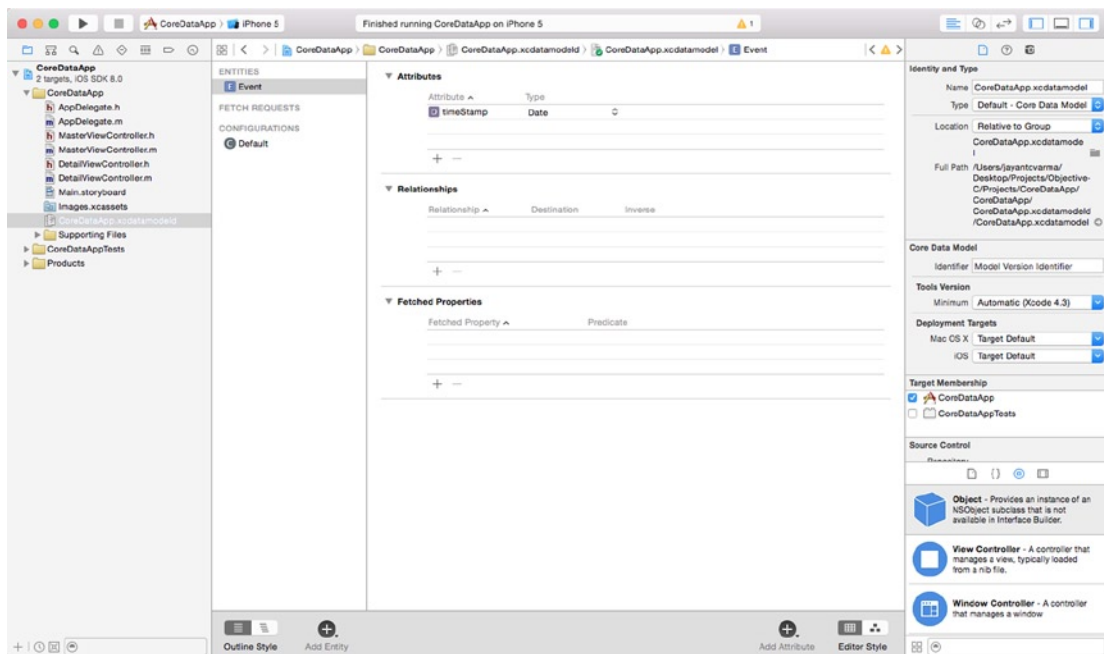 CoreDataApp iPhone 5
Finished running CoreDataApp on iPhone 5
1
CoreDataApp CoreDataApp CoreDataApp.xcdatamodeld CoreDataApp.xcdatamodel E Event
CoreDataApp
2 targets, iOS SDK 8.0
CoreDataApp
h AppDelegate.h
m AppDelegate.m
h MasterViewController.h
m MasterViewController.m
h DetailViewController.h
m DetailViewController.m
Main.storyboard
Images.xcassets
CoreDataApp.xcdatamodeld
Supporting Files
CoreDataAppTests
Products
ENTITIES
E Event
FETCH REQUESTS
CONFIGURATIONS
C Default
Attributes
Attribute Type
D timeStamp Date
+ −
Relationships
Relationship Destination Inverse
+ −
Fetched Properties
Fetched Property Predicate
+ −
Outline Style
Add Entity
Add Attribute
Editor Style
Identity and Type
Name CoreDataApp.xcdatamodel
Type Default - Core Data Model
Location Relative to Group
CoreDataApp.xcdatamode
l
Full Path /Users/jayantcvarma/
Desktop/Projects/Objective-
C/Projects/CoreDataApp/
CoreDataApp/
CoreDataApp.xcdatamodeld
/CoreDataApp.xcdatamodel
Core Data Model
Identifier Model Version Identifier
Tools Version
Minimum Automatic (Xcode 4.3)
Deployment Targets
Mac OS X Target Default
iOS Target Default
Target Membership
CoreDataApp
CoreDataAppTests
Source Control
{}
Object - Provides an instance of an
NSObject subclass that is not
available in Interface Builder.
View Controller - A controller that
manages a view, typically loaded
from a nib file.
Window Controller - A controller
that manages a window